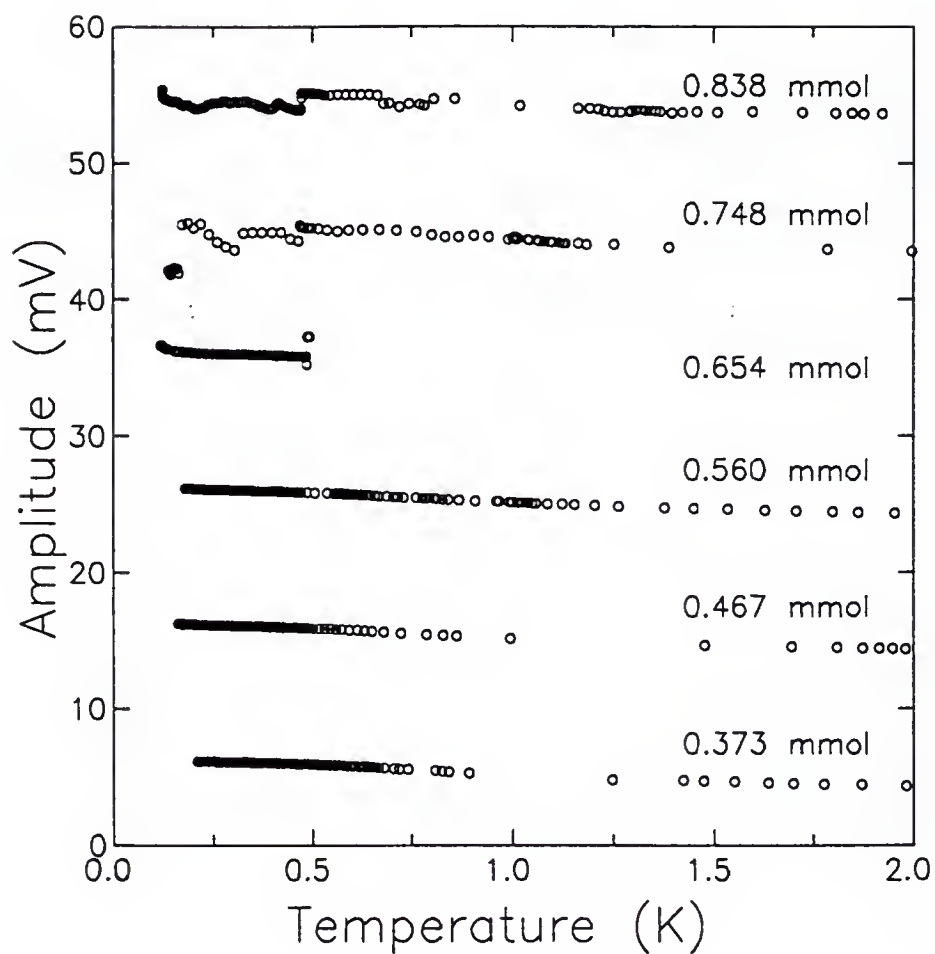 60
50
40
30
20
10
0
Amplitude (mV)
0.838 mmol
0.748 mmol
0.654 mmol
0.560 mmol
0.467 mmol
0.373 mmol
0.0 0.5 1.0 1.5 2.0
Temperature (K)